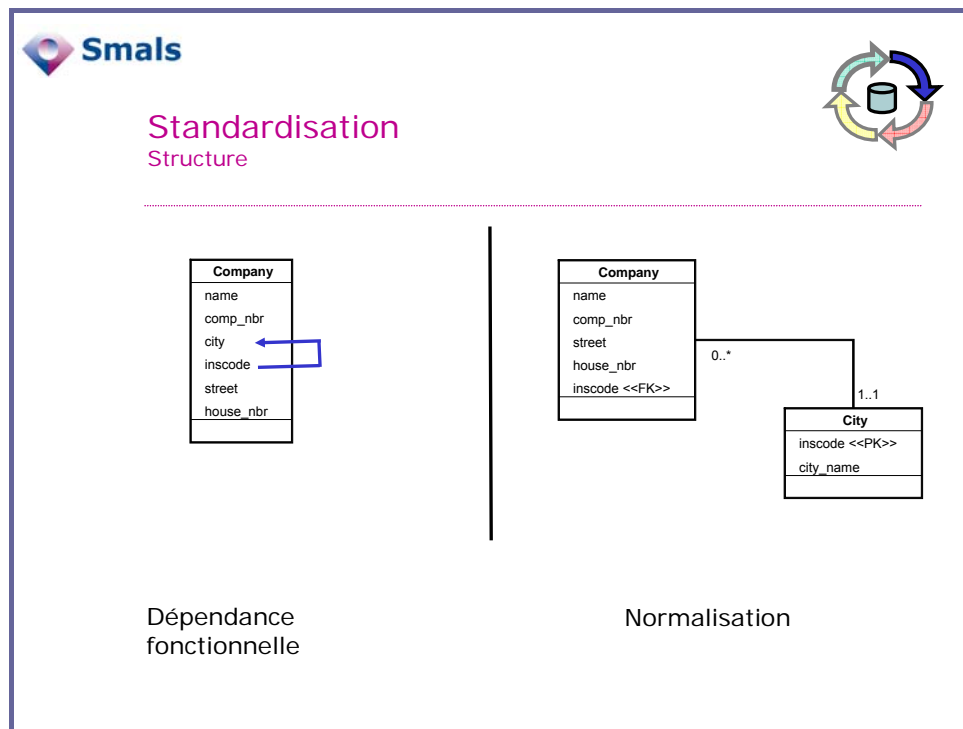 Smals
Standardisation
Structure
Company
name
comp_nbr
city
inscode
street
house_nbr
Company
name
comp_nbr
street
house_nbr
inscode <<FK>>
0..*
1..1
City
inscode <<PK>>
city_name
Dépendance
fonctionnelle
Normalisation